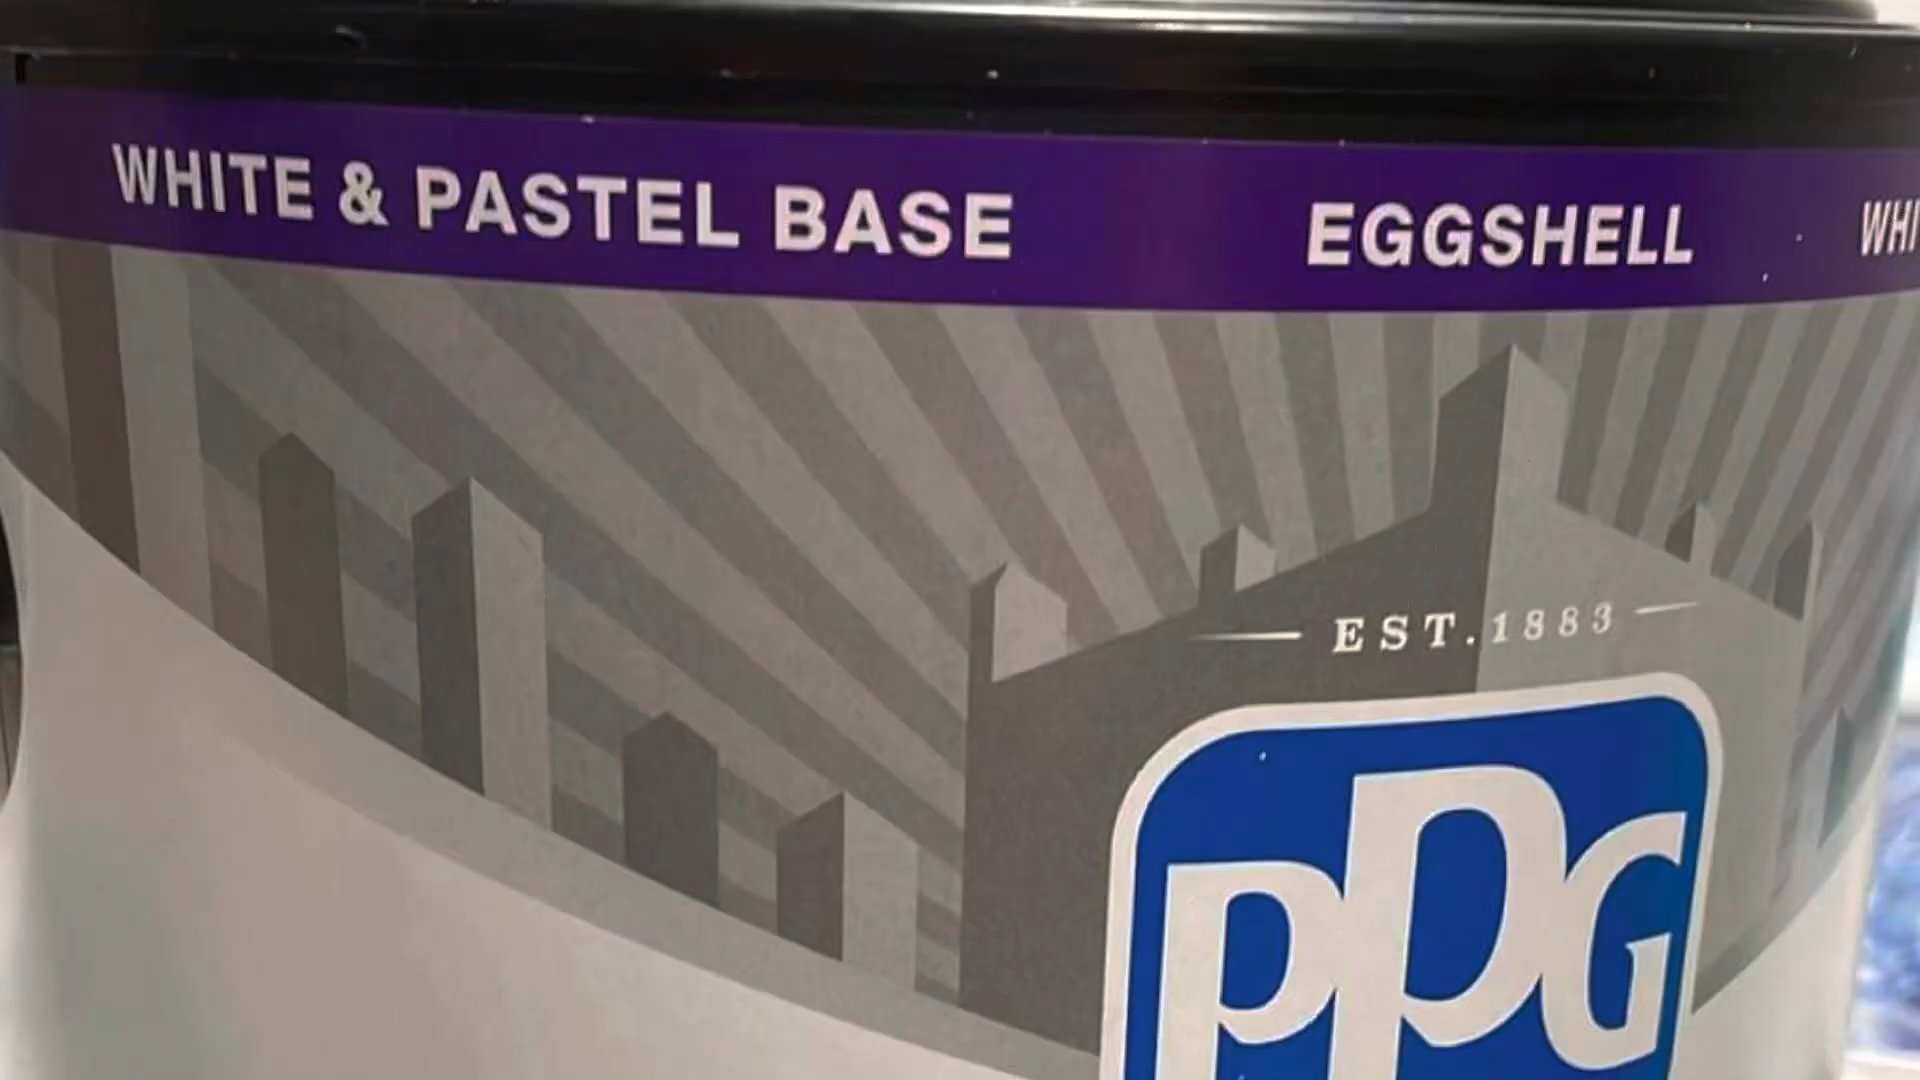 WHITE & PASTEL BASE
EGGSHELL
EST. 1883
PPG